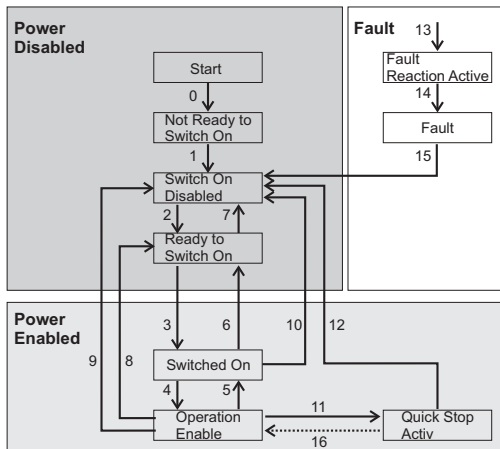 Power
Disabled
Fault
13
Start
Fault
Reaction Active
0
14
Not Ready to
Switch On
Fault
1
15
Switch On
Disabled
2
7
Ready to
Switch On
Power
Enabled
3
6
10
12
9
8
Switched On
4
5
Operation
Enable
11
16
Quick Stop
Activ